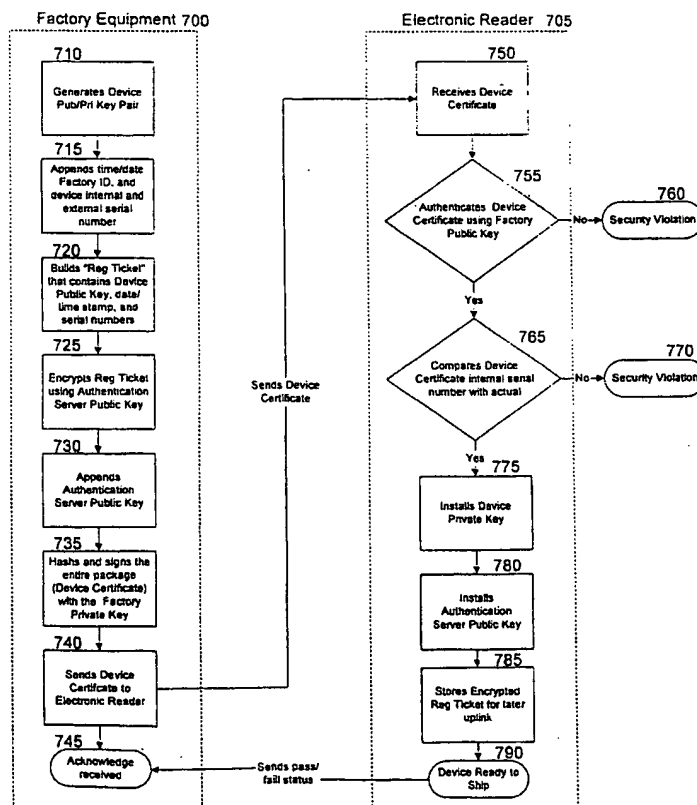 Factory Equipment 700
710
Generates Device
Pub/Pri Key Pair
715
Appends time/date
Factory ID, and
device internal and
external serial
number
720
Builds "Reg Ticket"
that contains Device
Public Key, date/
time stamp, and
serial numbers
725
Encrypts Reg Ticket
using Authentication
Server Public Key
730
Appends
Authentication
Server Public Key
735
Hashs and signs the
entire package
(Device Certificate)
with the Factory
Private Key
740
Sends Device
Certifcate to
Electronic Reader
745
Acknowledge
received
Sends Device
Certificate
Sends pass/
fail status
Electronic Reader 705
750
Receives Device
Certificate
755
Authenticates Device
Certificate using Factory
Public Key
No
760
Security Violation
Yes
765
Compares Device
Certificate internal serial
number with actual
No
770
Security Violation
Yes
775
Installs Device
Private Key
780
Installs
Authentication
Server Public Key
785
Stores Encrypted
Reg Ticket for later
uplink
790
Device Ready to
Ship